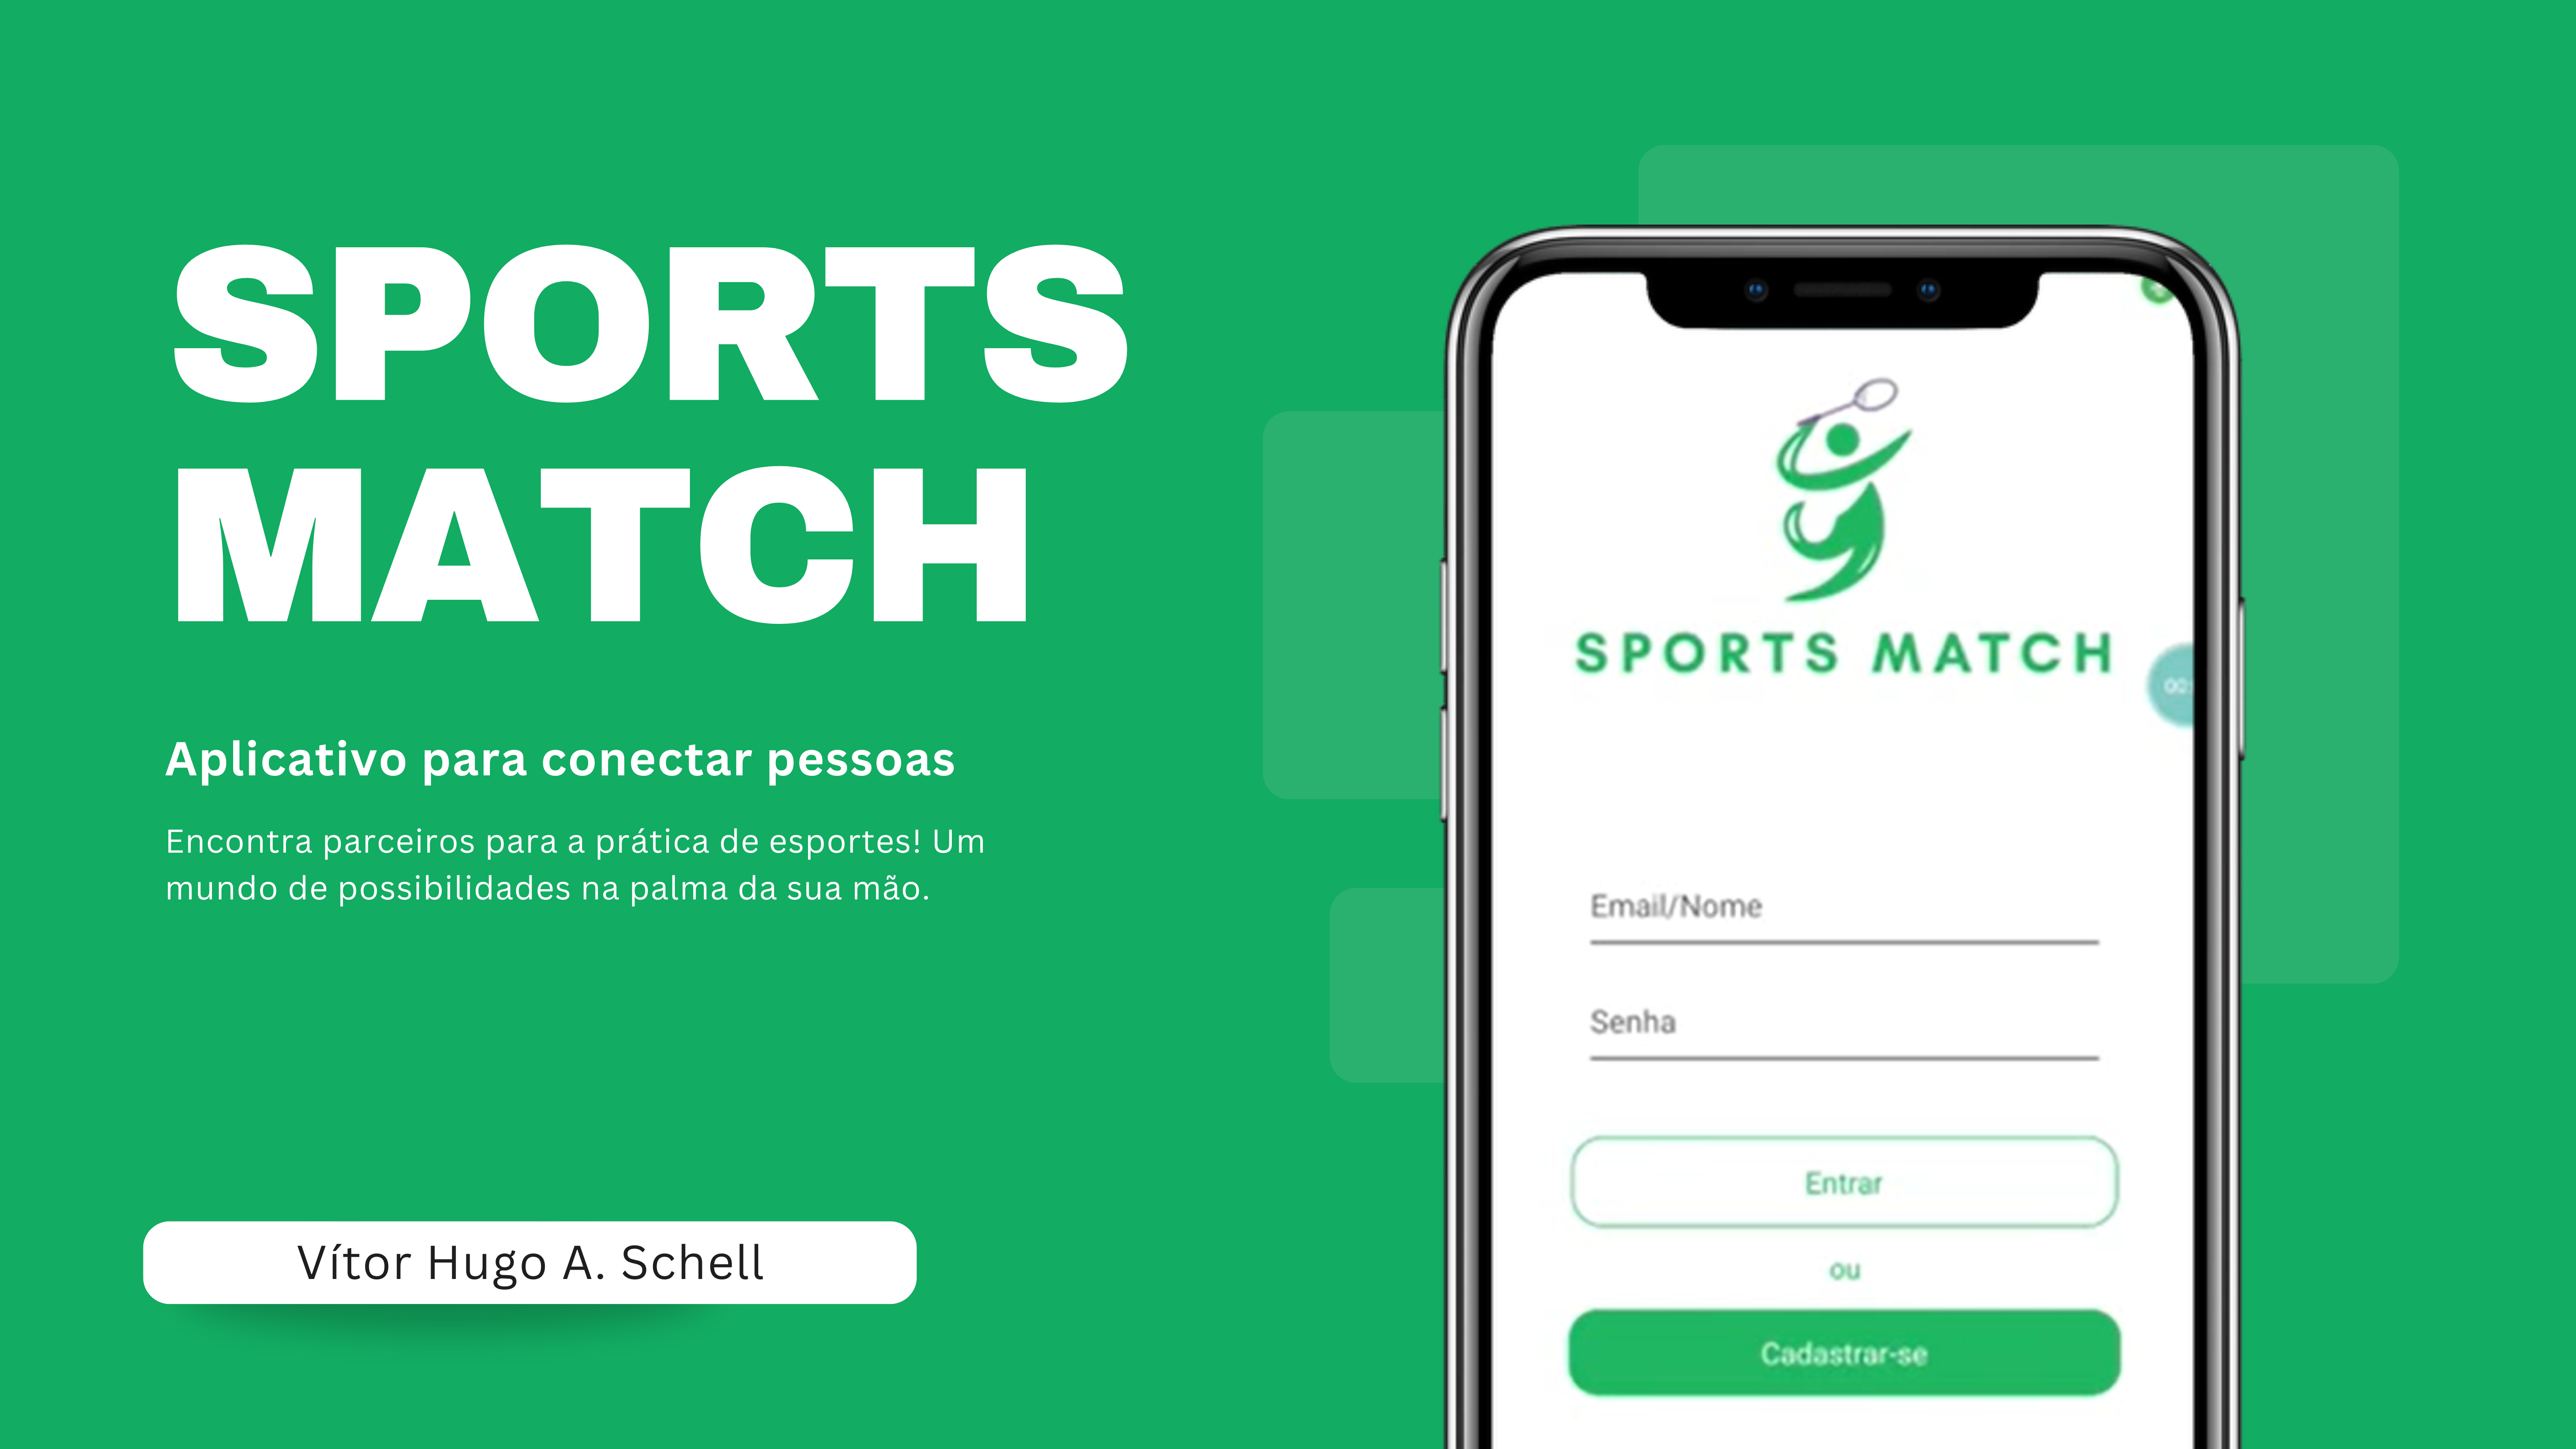 SPORTS
MATCH
Aplicativo para conectar pessoas
Encontra parceiros para a prática de esportes! Um
mundo de possibilidades na palma da sua mão.
Vítor Hugo A. Schell
SPORTS MATCH
Email/Nome
Senha
Entrar
ou
Cadastrar-se